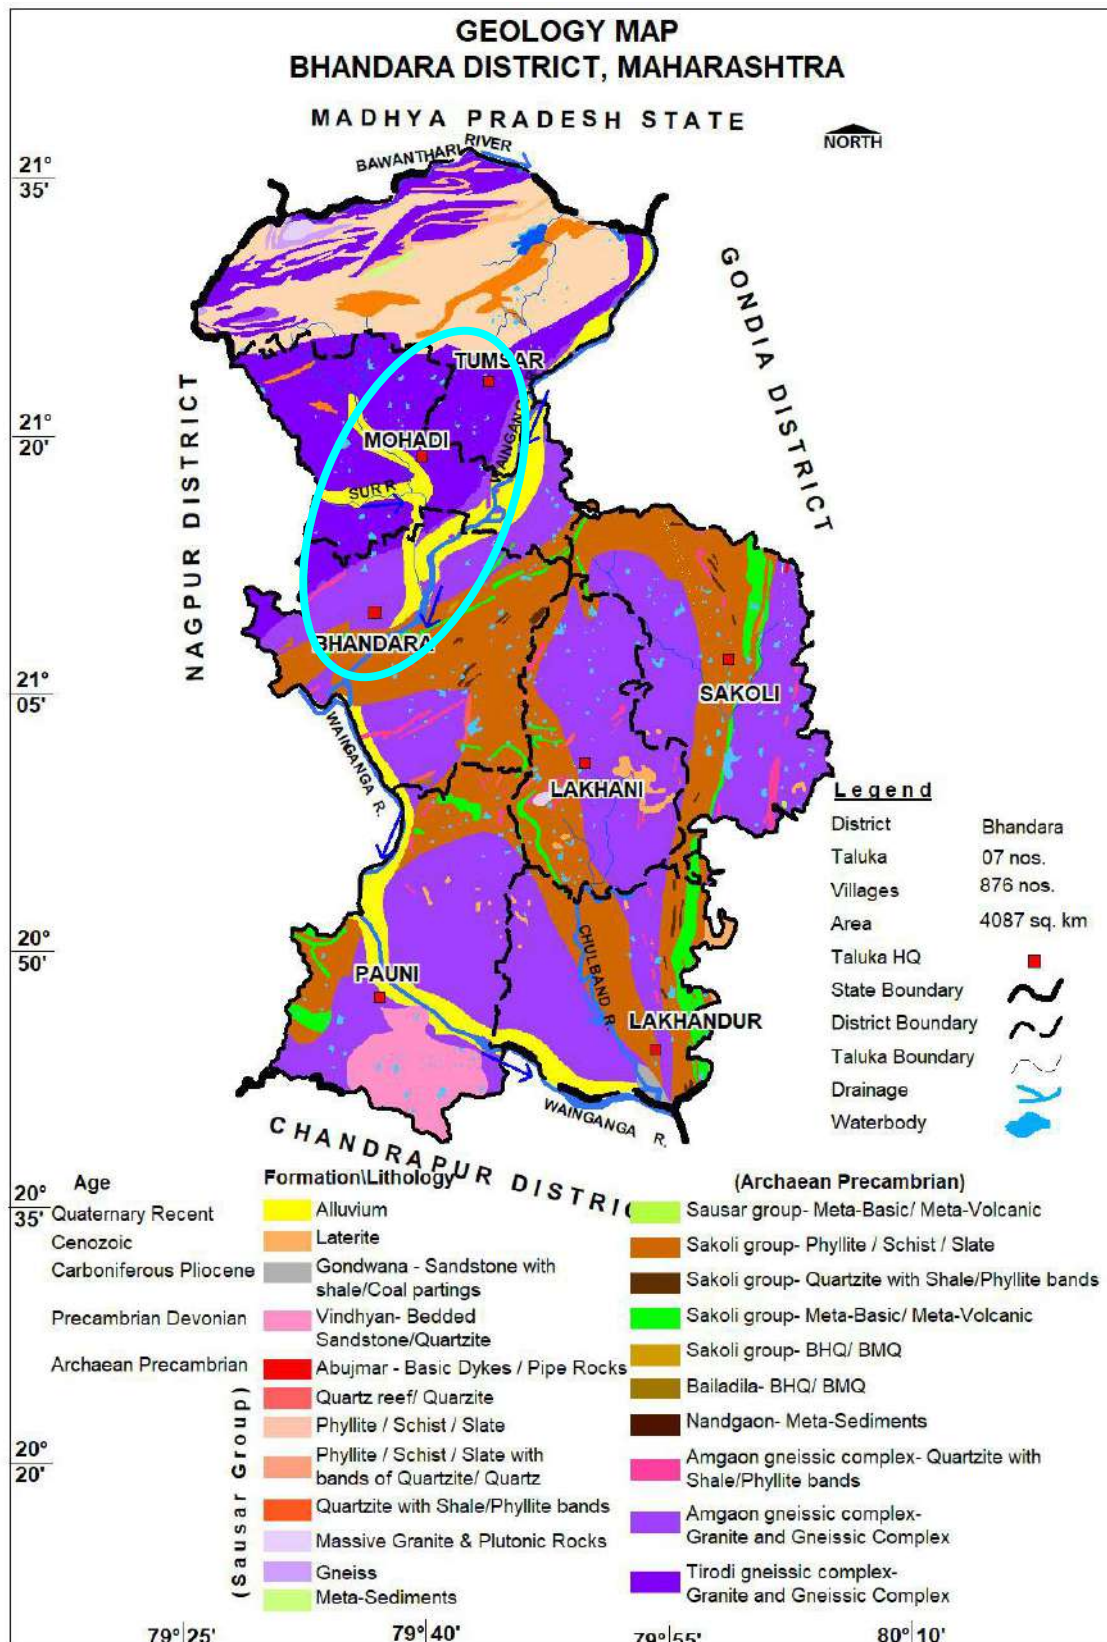 GEOLOGY MAP
BHANDARA DISTRICT, MAHARASHTRA
MADHYA PRADESH STATE
NORTH
BAWANTHARI RIVER
21°
35'
GONDIA DISTRICT
TUMSAR
NAGPUR DISTRICT
21°
20'
MOHADI
WAINGANGA
SUR R.
BHANDARA
SAKOLI
21°
05'
WAINGANGA R.
LAKHANI
Legend
District Bhandara
Taluka 07 nos.
Villages 876 nos.
Area 4087 sq. km
Taluka HQ
State Boundary
District Boundary
Taluka Boundary
Drainage
Waterbody
20°
50'
CHULBAND R.
PAUNI
LAKHANDUR
WAINGANGA R.
CHANDRAPUR DISTRIC
20°
35'
20°
20'
Age
Quaternary Recent
Cenozoic
Carboniferous Pliocene
Precambrian Devonian
Archaean Precambrian
(Sausar Group)
Formation\Lithology
Alluvium
Laterite
Gondwana - Sandstone with
shale/Coal partings
Vindhyan- Bedded
Sandstone/Quartzite
Abujmar - Basic Dykes / Pipe Rocks
Quartz reef/ Quarzite
Phyllite / Schist / Slate
Phyllite / Schist / Slate with
bands of Quartzite/ Quartz
Quartzite with Shale/Phyllite bands
Massive Granite & Plutonic Rocks
Gneiss
Meta-Sediments
(Archaean Precambrian)
Sausar group- Meta-Basic/ Meta-Volcanic
Sakoli group- Phyllite / Schist / Slate
Sakoli group- Quartzite with Shale/Phyllite bands
Sakoli group- Meta-Basic/ Meta-Volcanic
Sakoli group- BHQ/ BMQ
Bailadila- BHQ/ BMQ
Nandgaon- Meta-Sediments
Amgaon gneissic complex- Quartzite with
Shale/Phyllite bands
Amgaon gneissic complex-
Granite and Gneissic Complex
Tirodi gneissic complex-
Granite and Gneissic Complex
79° 25' 79° 40' 79° 55' 80° 10'